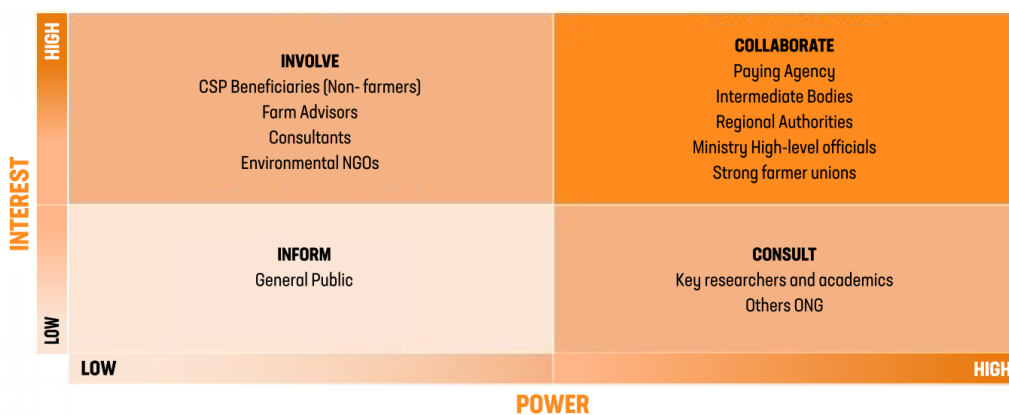 HIGH
INVOLVE
CSP Beneficiaries (Non- farmers)
Farm Advisors
Consultants
Environmental NGOs
COLLABORATE
Paying Agency
Intermediate Bodies
Regional Authorities
Ministry High-level officials
Strong farmer unions
INTEREST
INFORM
General Public
CONSULT
Key researchers and academics
Others ONG
LOW
LOW
HIGH
POWER